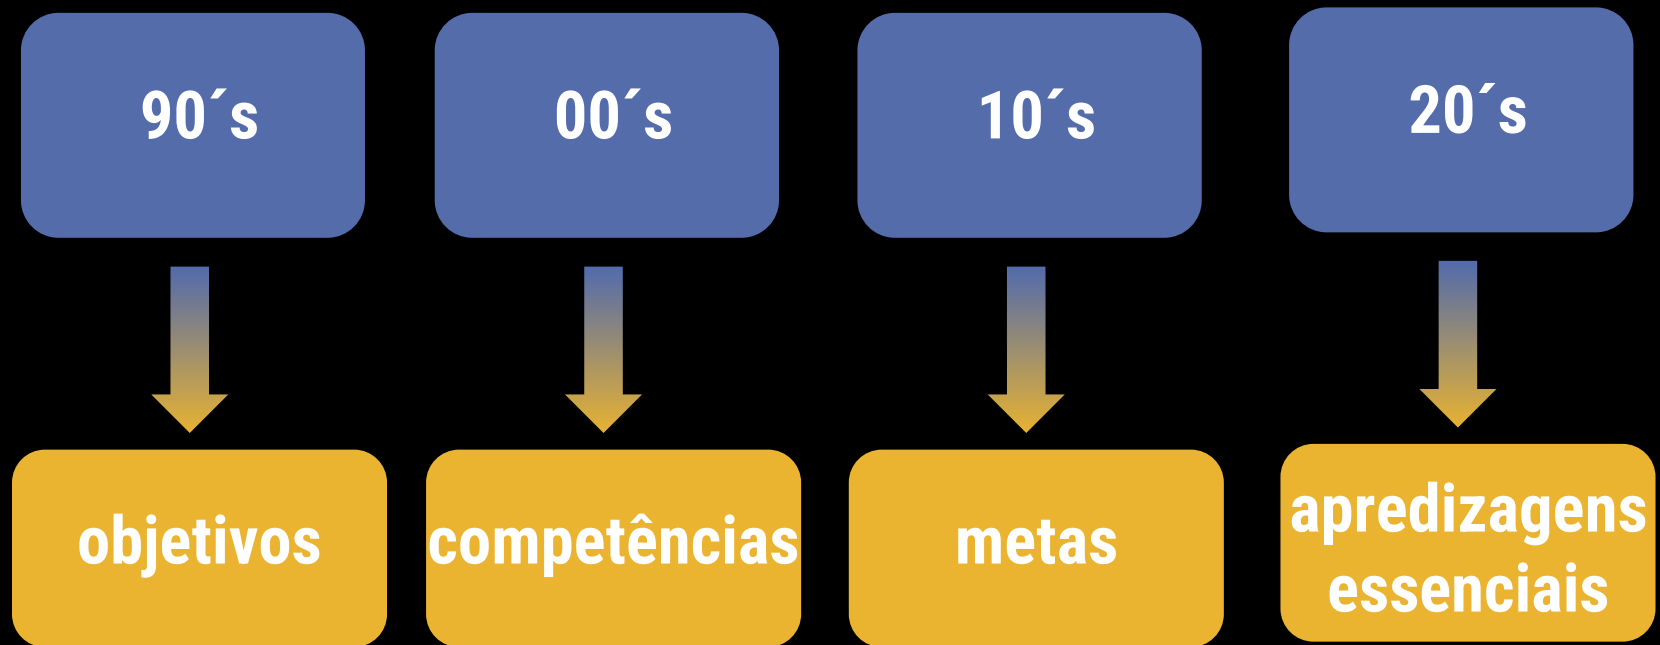 90´s
00´s
10´s
20´s
objetivos
competências
metas
apredizagens
essenciais